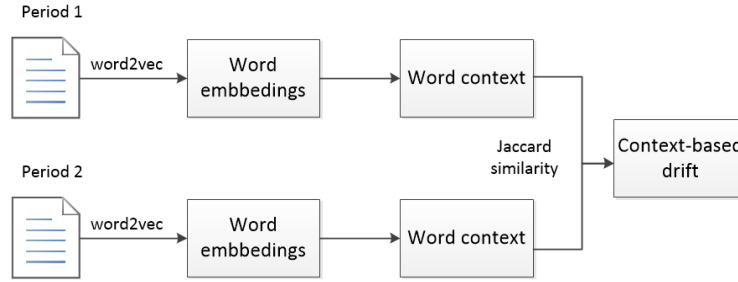 Period 1
word2vec
Word
embbedings
Word context
Jaccard
similarity
Context-based
drift
Period 2
word2vec
Word
embbedings
Word context